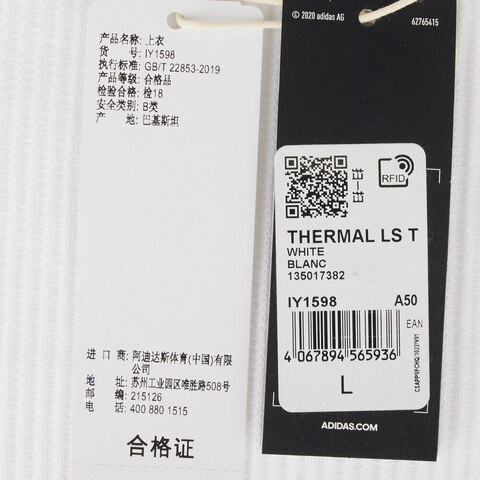 产品名称: 上衣
货 号: IY1598
执行标准: GB/T 22853-2019
产品等级: 合格品
检验合格: 检18
安全类别: B类
产 地: 巴基斯坦
进 口 商: 阿迪达斯体育(中国)有限
公司
地 址: 苏州工业园区唯胜路508号
邮 编: 215126
电 话: 400 880 1515
合格证
© 2020 adidas AG
62765415
RFID
THERMAL LS T
WHITE
BLANC
135017382
IY1598 A50
EAN
4 067894 565936
L
ADIDAS.COM